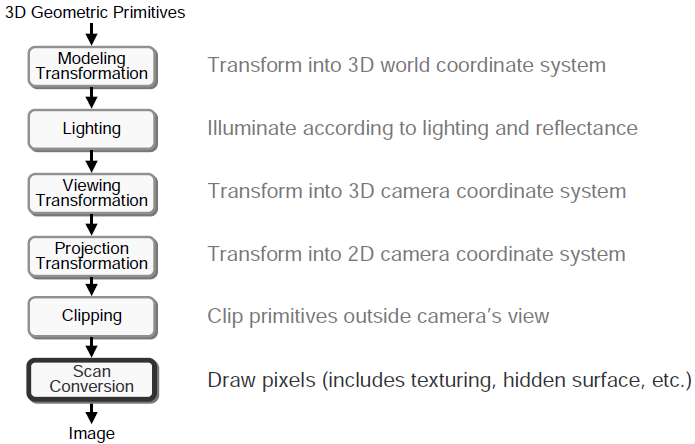 3D Geometric Primitives
Modeling
Transformation
Transform into 3D world coordinate system
Lighting
Illuminate according to lighting and reflectance
Viewing
Transformation
Transform into 3D camera coordinate system
Projection
Transformation
Transform into 2D camera coordinate system
Clipping
Clip primitives outside camera's view
Scan
Conversion
Draw pixels (includes texturing, hidden surface, etc.)
Image